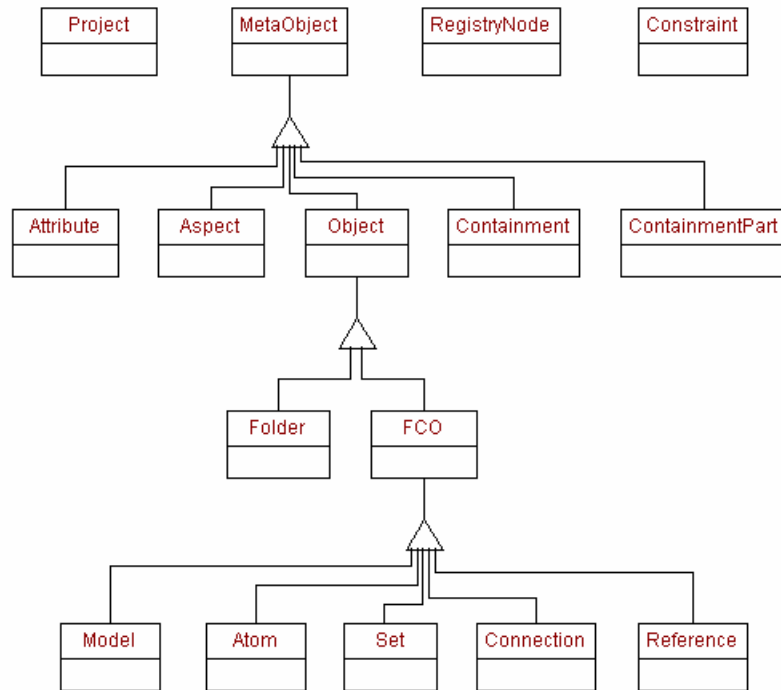 Project
MetaObject
RegistryNode
Constraint
Attribute
Aspect
Object
Containment
ContainmentPart
Folder
FCO
Model
Atom
Set
Connection
Reference